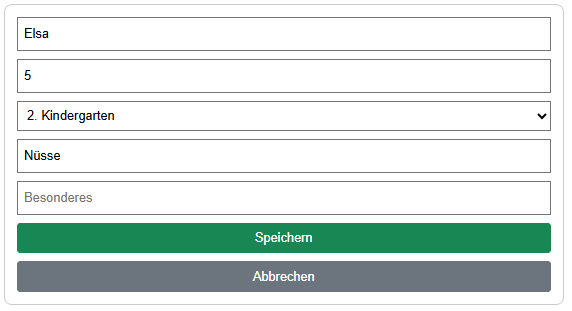 Elsa
5
2. Kindergarten
Nüsse
Besonderes
Speichern
Abbrechen